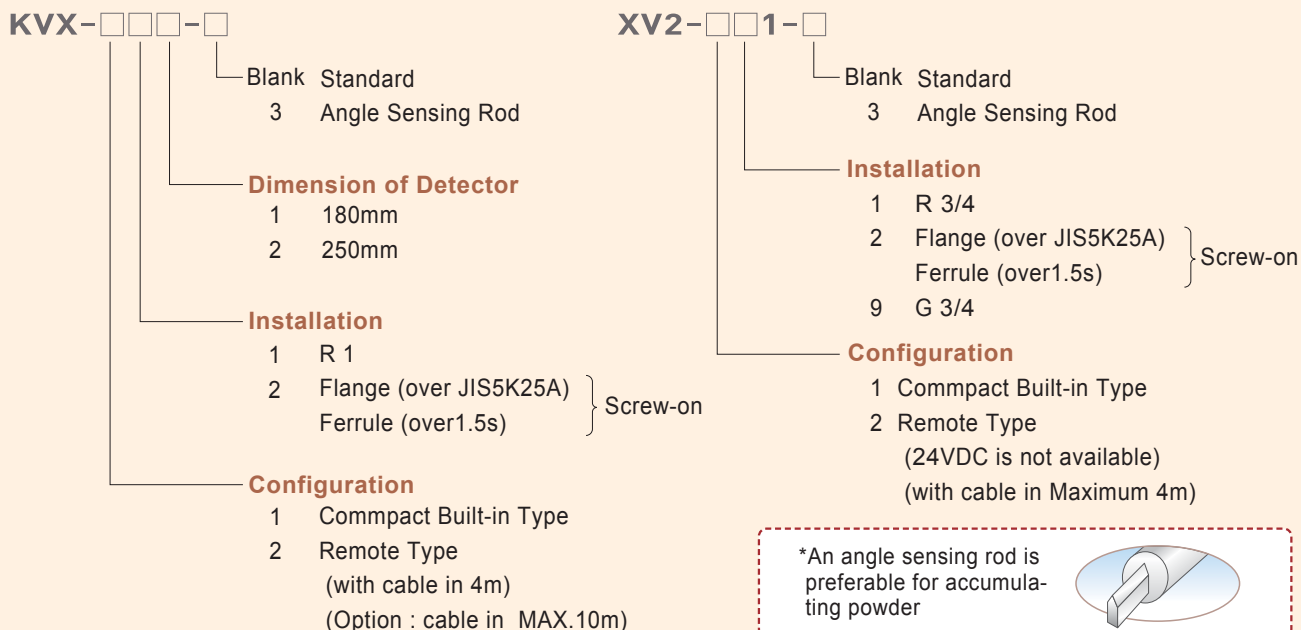 KVX-□□□-□
Blank Standard
3 Angle Sensing Rod
Dimension of Detector
1 180mm
2 250mm
Installation
1 R 1
2 Flange (over JIS5K25A)
Ferrule (over1.5s)
Screw-on
Configuration
1 Commpact Built-in Type
2 Remote Type
(with cable in 4m)
(Option : cable in MAX.10m)
XV2-□□1-□
Blank Standard
3 Angle Sensing Rod
Installation
1 R 3/4
2 Flange (over JIS5K25A)
Ferrule (over1.5s)
Screw-on
9 G 3/4
Configuration
1 Commpact Built-in Type
2 Remote Type
(24VDC is not available)
(with cable in Maximum 4m)
*An angle sensing rod is
preferable for accumula-
ting powder